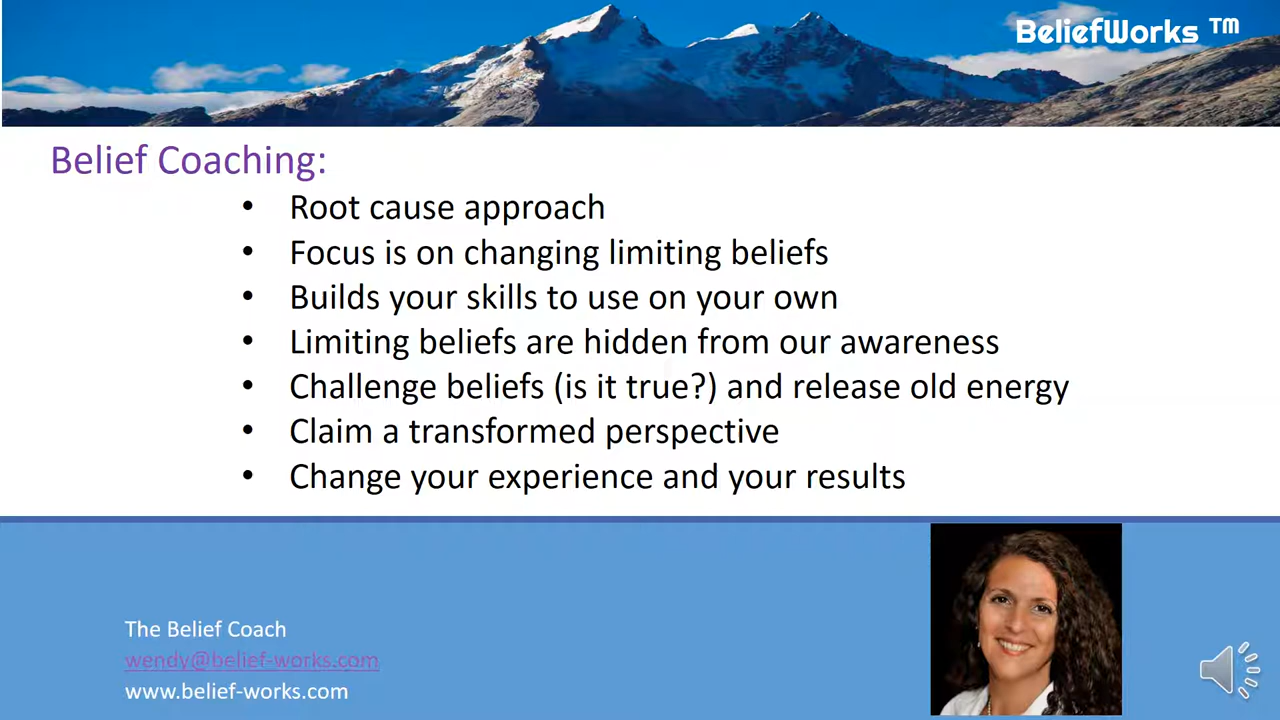 BeliefWorks ™
Belief Coaching:
• Root cause approach
• Focus is on changing limiting beliefs
• Builds your skills to use on your own
• Limiting beliefs are hidden from our awareness
• Challenge beliefs (is it true?) and release old energy
• Claim a transformed perspective
• Change your experience and your results
The Belief Coach
wendy@belief-works.com
www.belief-works.com